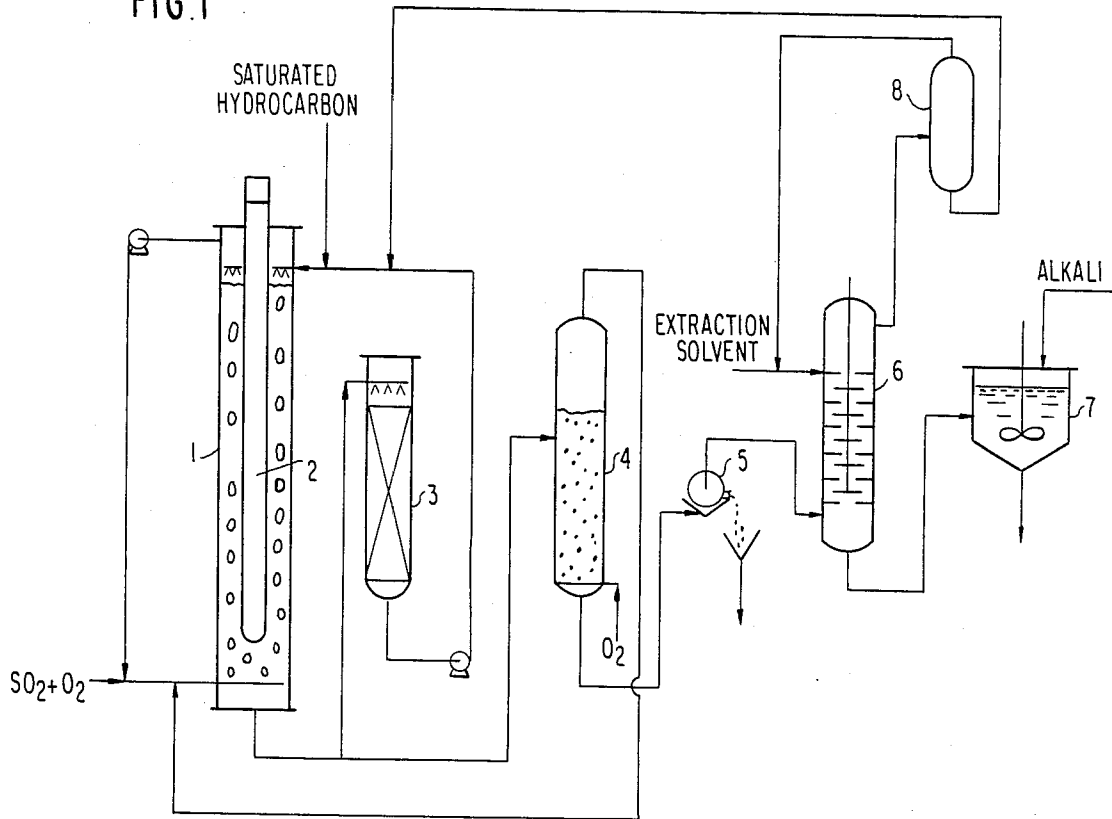 FIG.1
SATURATED
HYDROCARBON
8
ALKALI
EXTRACTION
SOLVENT
6
7
1
2
3
4
5
O2
SO2+O2